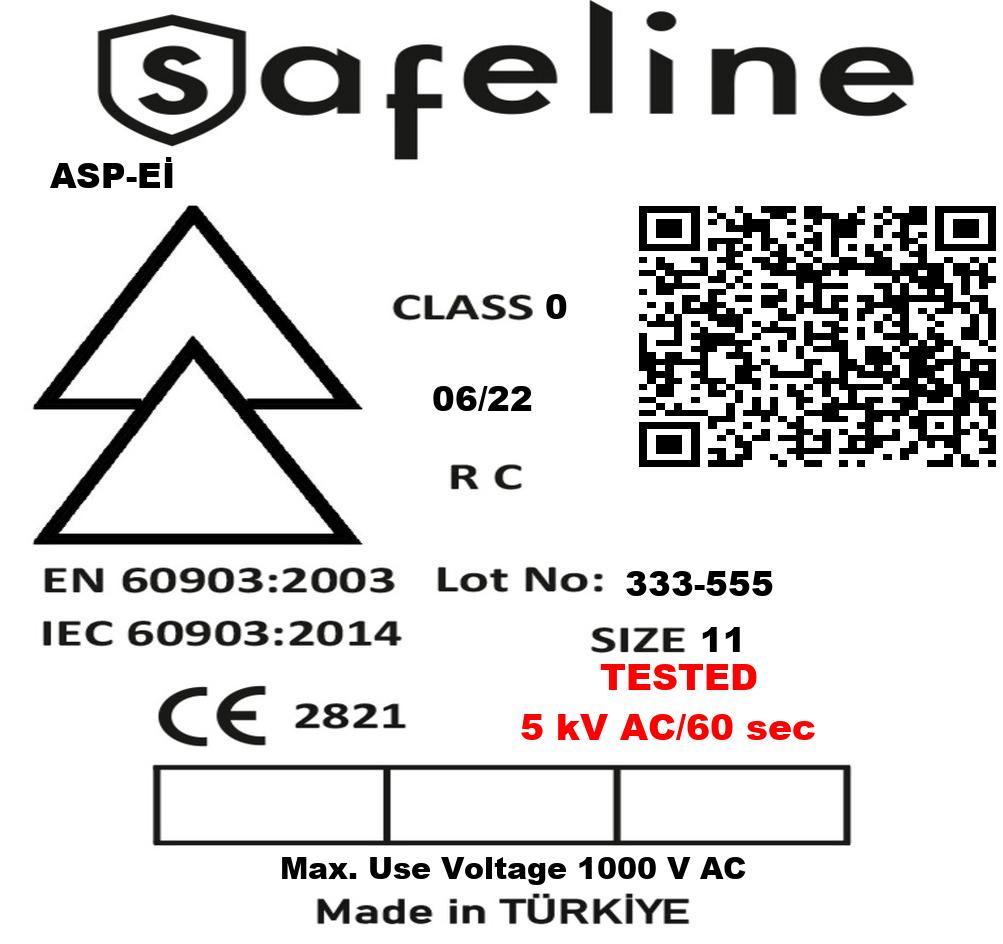 safeline
ASP-Eİ
CLASS 0
06/22
R C
EN 60903:2003 Lot No: 333-555
IEC 60903:2014 SIZE 11
TESTED
CE 2821 5 kV AC/60 sec
Max. Use Voltage 1000 V AC
Made in TÜRKİYE